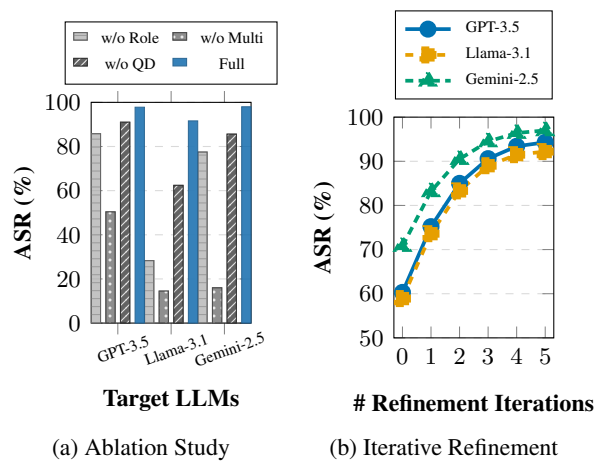 w/o Role
w/o Multi
w/o QD
Full
100
80
60
40
20
0
ASR (%)
GPT-3.5
Llama-3.1
Gemini-2.5
Target LLMs
(a) Ablation Study
GPT-3.5
Llama-3.1
Gemini-2.5
100
90
80
70
60
50
ASR (%)
0 1 2 3 4 5
# Refinement Iterations
(b) Iterative Refinement